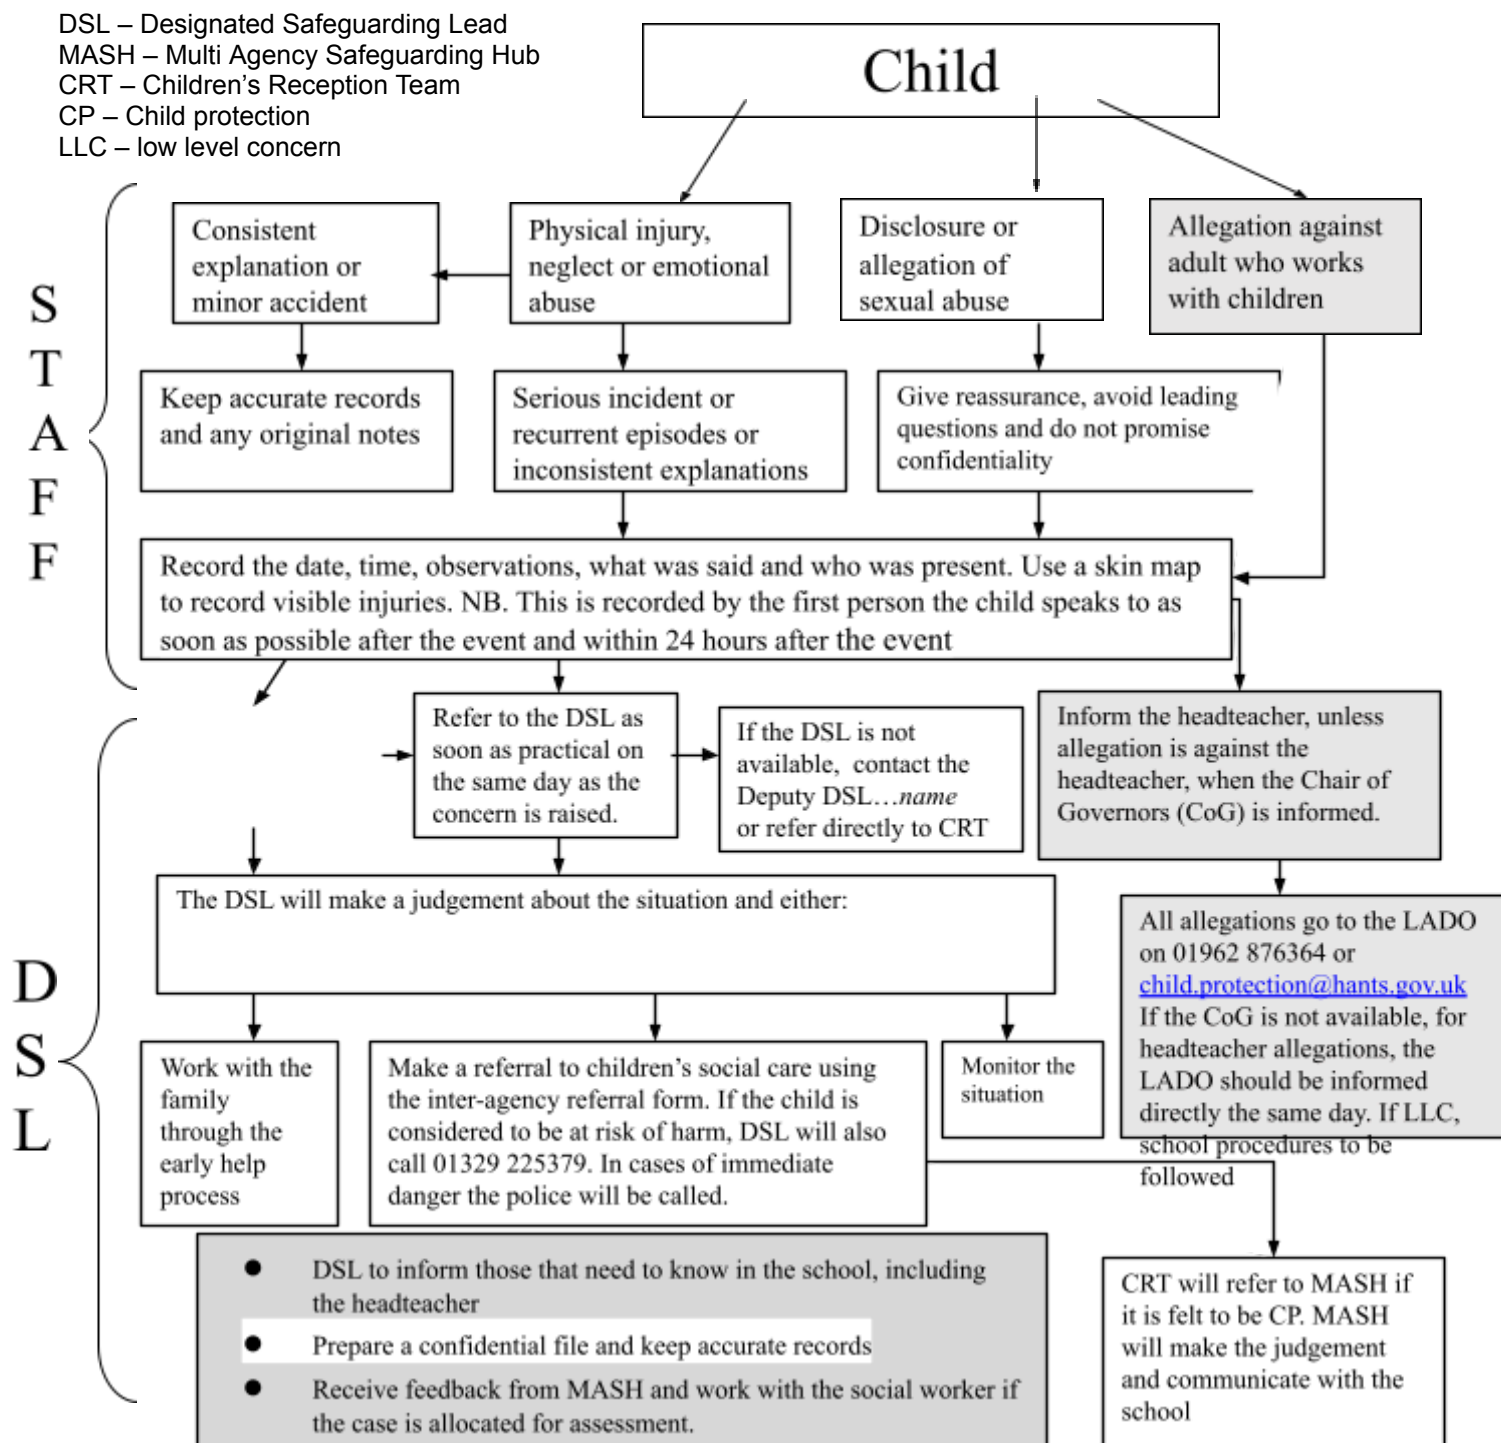 DSL – Designated Safeguarding Lead
MASH – Multi Agency Safeguarding Hub
CRT – Children's Reception Team
CP – Child protection
LLC – low level concern
Child
S
T
A
F
F
Consistent
explanation or
minor accident
Physical injury,
neglect or emotional
abuse
Disclosure or
allegation of
sexual abuse
Allegation against
adult who works
with children
Keep accurate records
and any original notes
Serious incident or
recurrent episodes or
inconsistent explanations
Give reassurance, avoid leading
questions and do not promise
confidentiality
Record the date, time, observations, what was said and who was present. Use a skin map
to record visible injuries. NB. This is recorded by the first person the child speaks to as
soon as possible after the event and within 24 hours after the event
D
S
L
Refer to the DSL as
soon as practical on
the same day as the
concern is raised.
If the DSL is not
available,  contact the
Deputy DSL…name
or refer directly to CRT
Inform the headteacher, unless
allegation is against the
headteacher, when the Chair of
Governors (CoG) is informed.
The DSL will make a judgement about the situation and either:
All allegations go to the LADO
on 01962 876364 or
child.protection@hants.gov.uk
If the CoG is not available, for
headteacher allegations, the
LADO should be informed
directly the same day. If LLC,
school procedures to be
followed
Work with the
family
through the
early help
process
Make a referral to children's social care using
the inter-agency referral form. If the child is
considered to be at risk of harm, DSL will also
call 01329 225379. In cases of immediate
danger the police will be called.
Monitor the
situation
● DSL to inform those that need to know in the school, including
the headteacher
● Prepare a confidential file and keep accurate records
● Receive feedback from MASH and work with the social worker if
the case is allocated for assessment.
CRT will refer to MASH if
it is felt to be CP. MASH
will make the judgement
and communicate with the
school